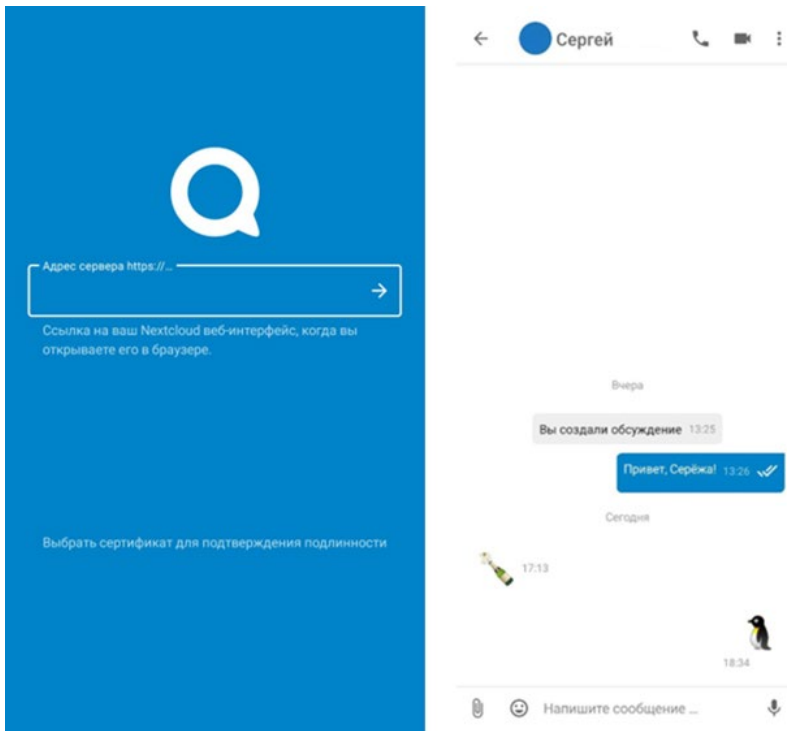 Адрес сервера https://...
Ссылка на ваш Nextcloud веб-интерфейс, когда вы
открываете его в браузере.
Выбрать сертификат для подтверждения подлинности
Сергей
Вчера
Вы создали обсуждение 13:25
Привет, Серёжа! 13:26
Сегодня
17:13
18:34
Напишите сообщение ...